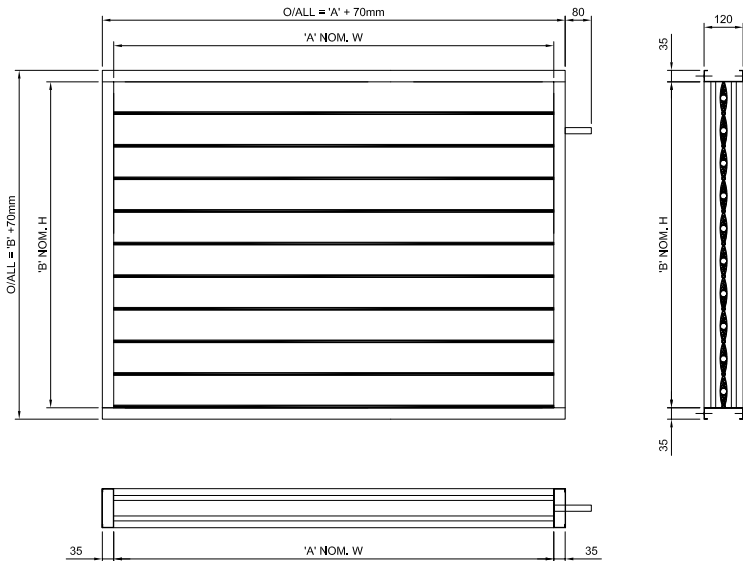 O/ALL = 'A' + 70mm
80
120
'A' NOM. W
35
O/ALL = 'B' +70mm
'B' NOM. H
'B' NOM. H
35
35
'A' NOM. W
35